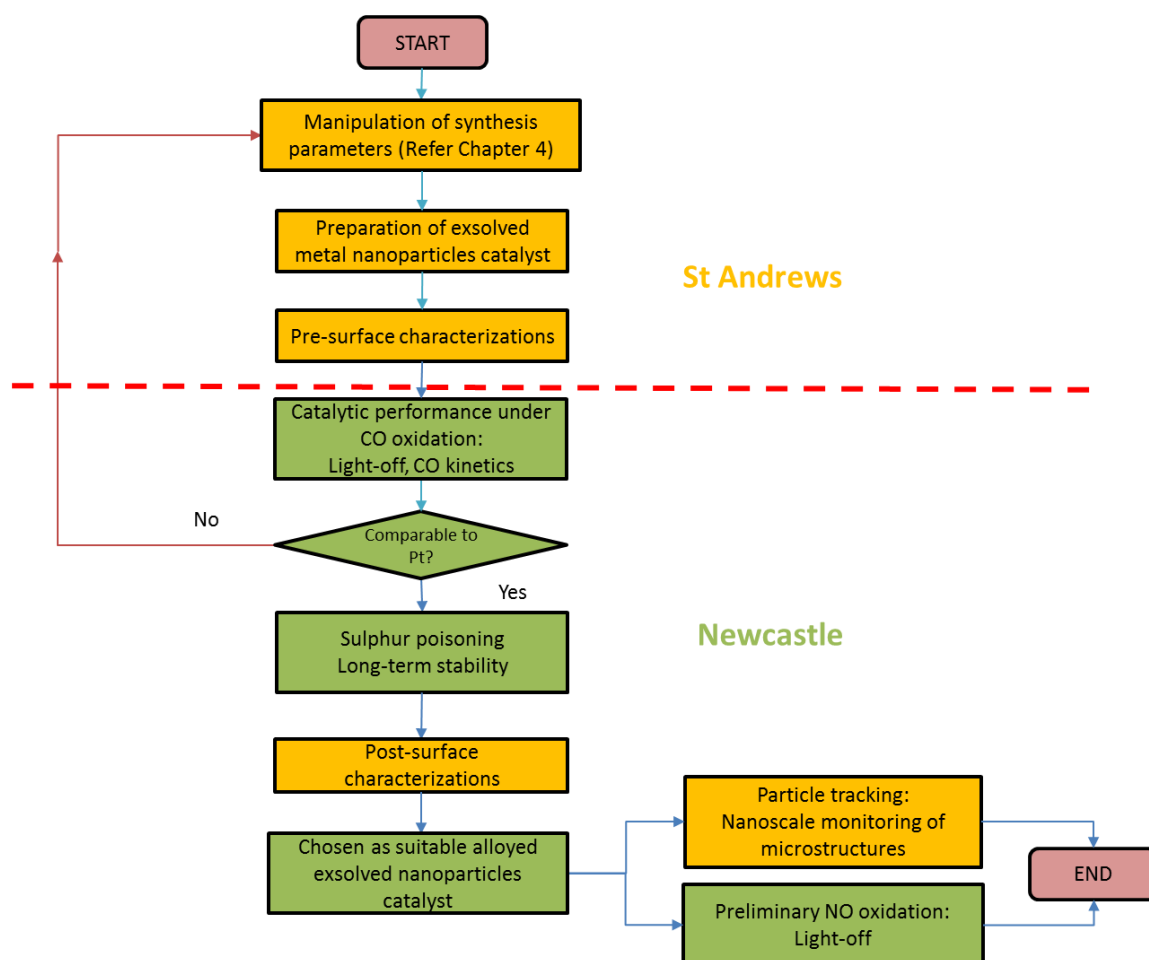 START
Manipulation of synthesis
parameters (Refer Chapter 4)
Preparation of exsolved
metal nanoparticles catalyst
St Andrews
Pre-surface characterizations
Catalytic performance under
CO oxidation:
Light-off, CO kinetics
No
Comparable to
Pt?
Yes
Sulphur poisoning
Long-term stability
Newcastle
Post-surface
characterizations
Particle tracking:
Nanoscale monitoring of
microstructures
Chosen as suitable alloyed
exsolved nanoparticles
catalyst
END
Preliminary NO oxidation:
Light-off